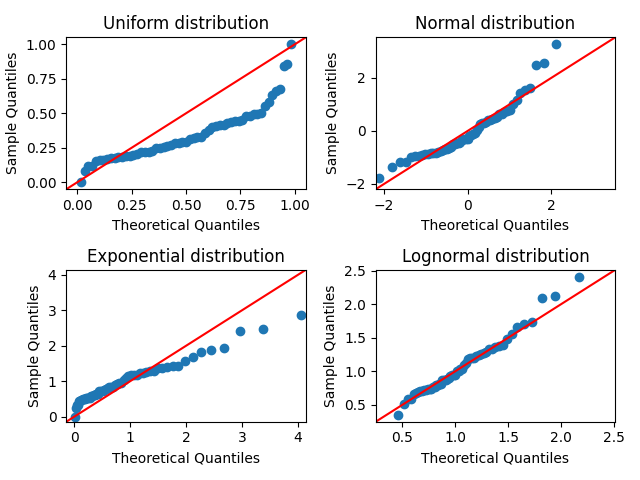 Uniform distribution
1.00
0.75
0.50
0.25
0.00
Sample Quantiles
0.00 0.25 0.50 0.75 1.00
Theoretical Quantiles
Normal distribution
2
0
−2
Sample Quantiles
−2 0 2
Theoretical Quantiles
Exponential distribution
4
3
2
1
0
Sample Quantiles
0 1 2 3 4
Theoretical Quantiles
Lognormal distribution
2.5
2.0
1.5
1.0
0.5
Sample Quantiles
0.5 1.0 1.5 2.0 2.5
Theoretical Quantiles